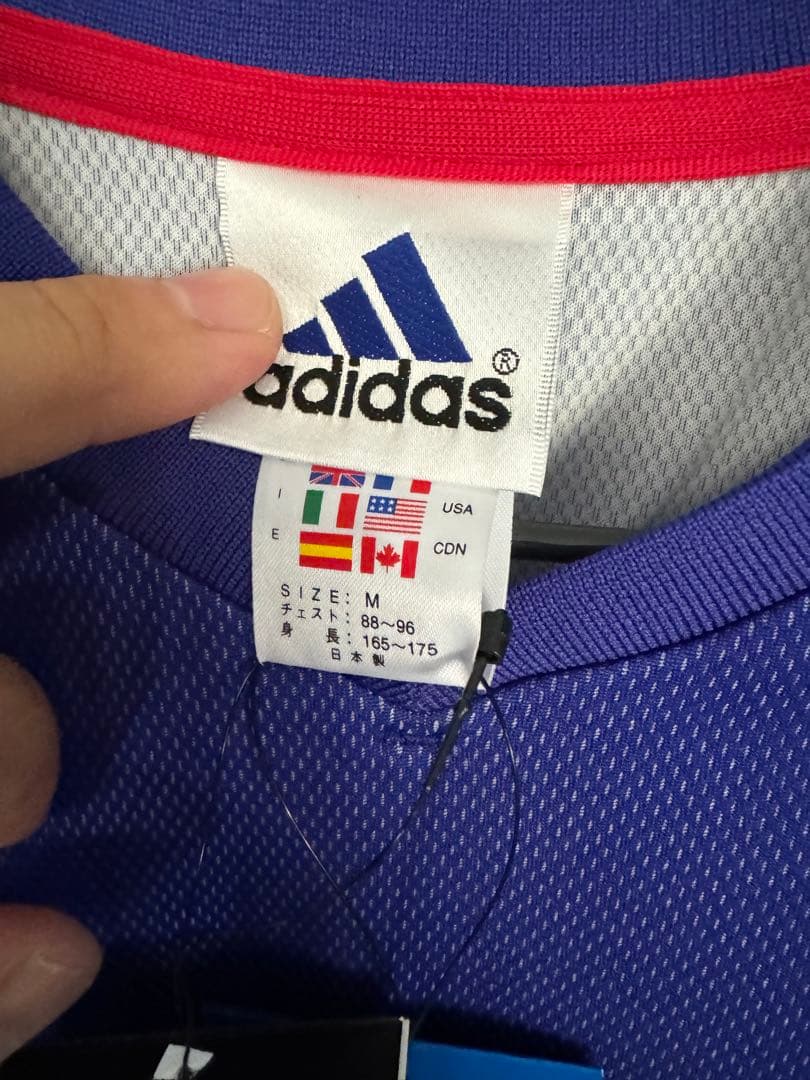 adidas®
I USA
E CDN
SIZE: M
チェスト: 88～96
身　長: 165～175
日本製